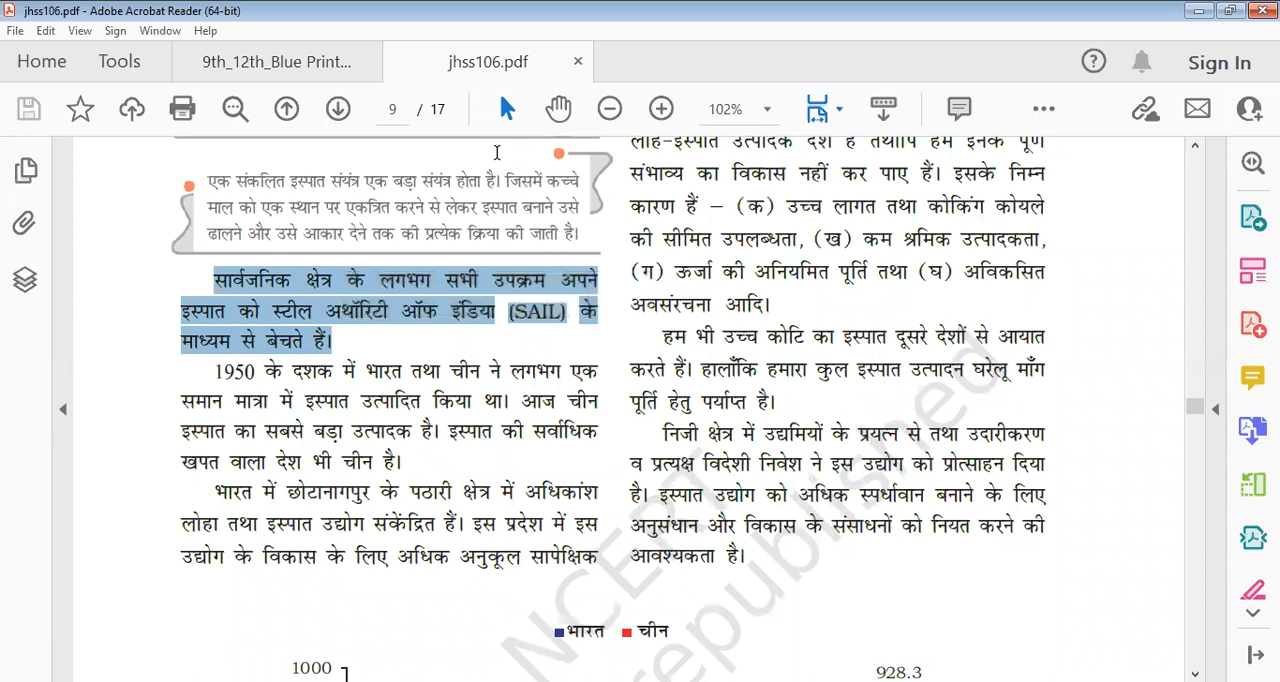 jhss106.pdf - Adobe Acrobat Reader (64-bit)
File Edit View Sign Window Help
Home Tools 9th_12th_Blue Print... jhss106.pdf × Sign In
9 / 17 102%
एक संकलित इस्पात संयंत्र एक बड़ा संयंत्र होता है। जिसमें कच्चे
माल को एक स्थान पर एकत्रित करने से लेकर इस्पात बनाने उसे
ढालने और उसे आकार देने तक की प्रत्येक क्रिया की जाती है।
सार्वजनिक क्षेत्र के लगभग सभी उपक्रम अपने
इस्पात को स्टील अथॉरिटी ऑफ इंडिया (SAIL) के
माध्यम से बेचते हैं।
1950 के दशक में भारत तथा चीन ने लगभग एक
समान मात्रा में इस्पात उत्पादित किया था। आज चीन
इस्पात का सबसे बड़ा उत्पादक है। इस्पात की सर्वाधिक
खपत वाला देश भी चीन है।
भारत में छोटानागपुर के पठारी क्षेत्र में अधिकांश
लोहा तथा इस्पात उद्योग संकेंद्रित हैं। इस प्रदेश में इस
उद्योग के विकास के लिए अधिक अनुकूल सापेक्षिक
लोह-इस्पात उत्पादक देश है तथापि हम इनके पूर्ण
संभाव्य का विकास नहीं कर पाए हैं। इसके निम्न
कारण हैं – (क) उच्च लागत तथा कोकिंग कोयले
की सीमित उपलब्धता, (ख) कम श्रमिक उत्पादकता,
(ग) ऊर्जा की अनियमित पूर्ति तथा (घ) अविकसित
अवसंरचना आदि।
हम भी उच्च कोटि का इस्पात दूसरे देशों से आयात
करते हैं। हालाँकि हमारा कुल इस्पात उत्पादन घरेलू माँग
पूर्ति हेतु पर्याप्त है।
निजी क्षेत्र में उद्यमियों के प्रयत्न से तथा उदारीकरण
व प्रत्यक्ष विदेशी निवेश ने इस उद्योग को प्रोत्साहन दिया
है। इस्पात उद्योग को अधिक स्पर्धावान बनाने के लिए
अनुसंधान और विकास के संसाधनों को नियत करने की
आवश्यकता है।
NCERT
republished
भारत चीन
1000 928.3